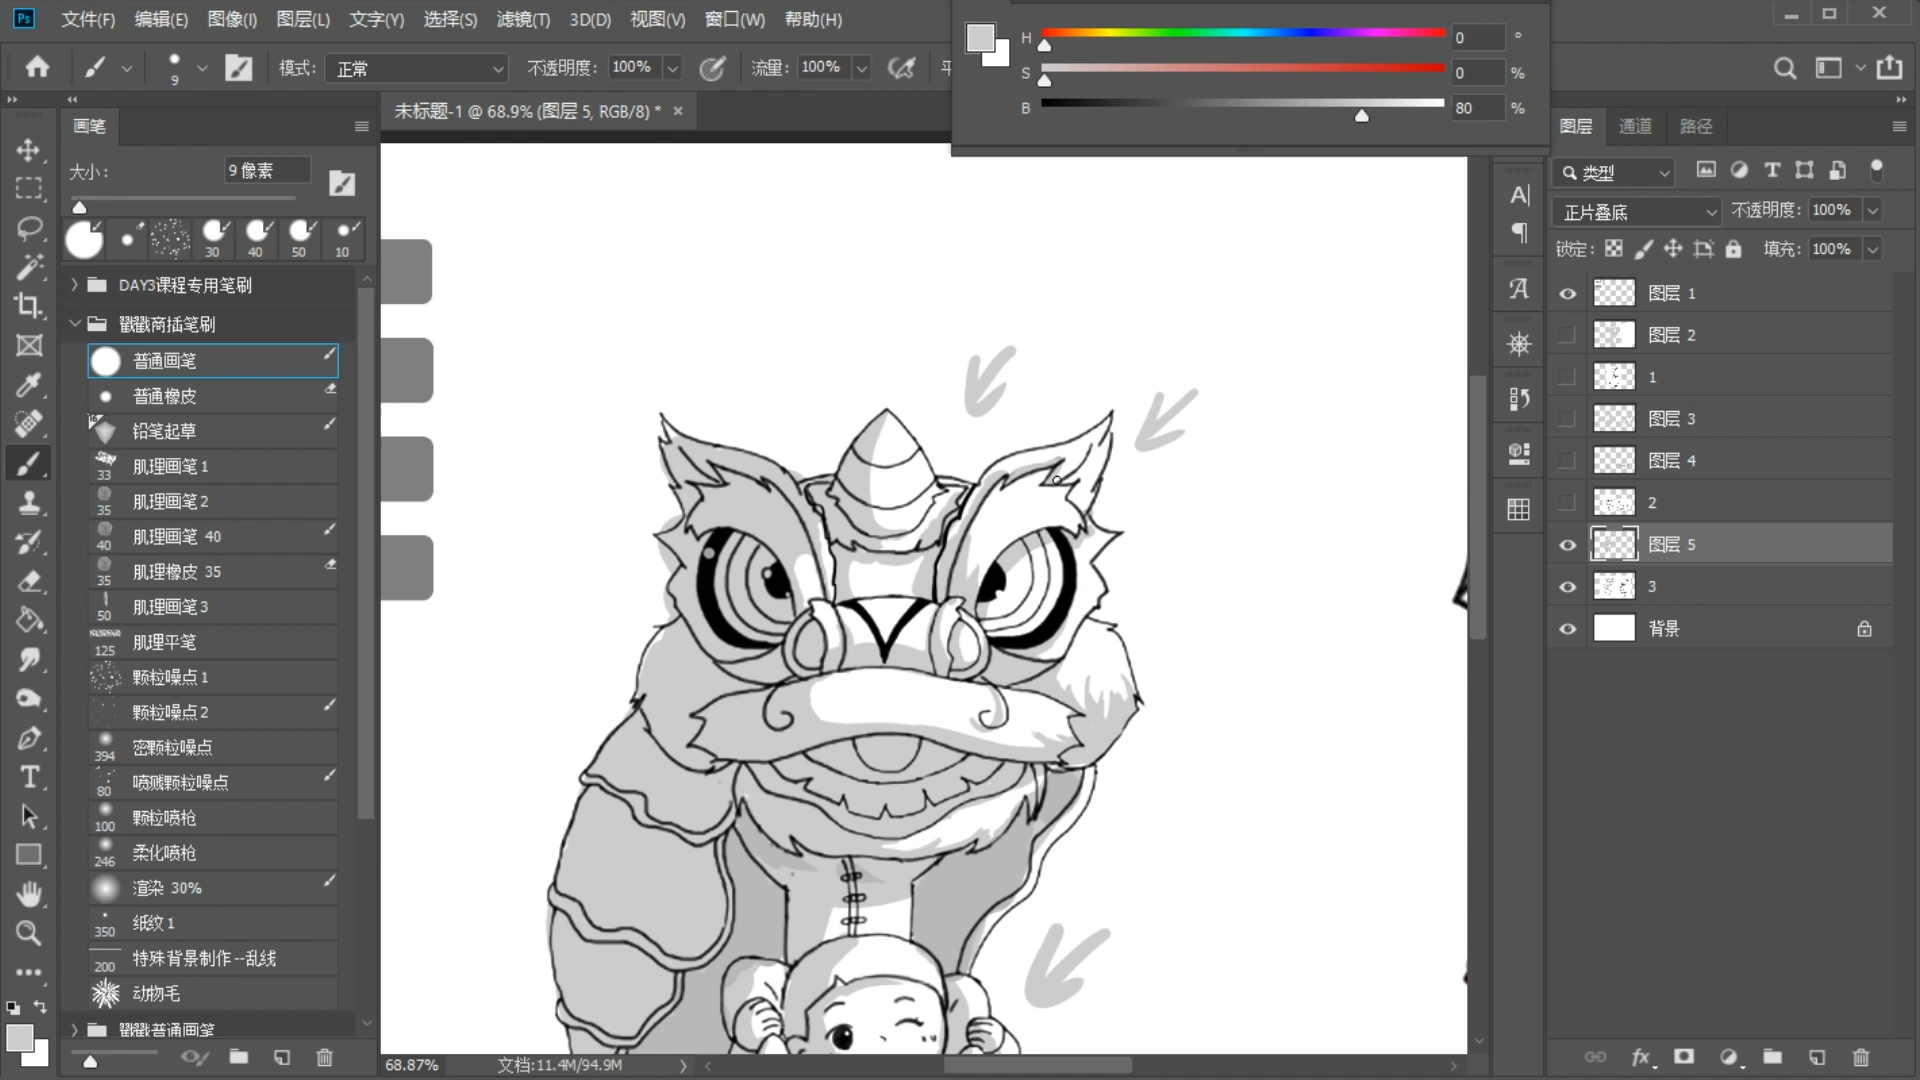 Ps 文件(F) 编辑(E) 图像(I) 图层(L) 文字(Y) 选择(S) 滤镜(T) 3D(D) 视图(V) 窗口(W) 帮助(H)
9 模式: 正常 不透明度: 100% 流量: 100% 平
H 0 °
S 0 %
B 80 %
画笔
未标题-1 @ 68.9% (图层 5, RGB/8) *
大小: 9 像素
30 40 50 10
DAY3课程专用笔刷
戳戳商插笔刷
普通画笔
普通橡皮
铅笔起草
33 肌理画笔1
35 肌理画笔2
40 肌理画笔 40
35 肌理橡皮 35
50 肌理画笔3
125 肌理平笔
颗粒噪点1
颗粒噪点2
394 密颗粒噪点
80 喷溅颗粒噪点
100 颗粒喷枪
246 柔化喷枪
渲染 30%
350 纸纹1
200 特殊背景制作--乱线
动物毛
戳戳普通画笔
68.87% 文档:11.4M/94.9M
图层 通道 路径
类型
正片叠底 不透明度: 100%
锁定: 填充: 100%
图层 1
图层 2
1
图层 3
图层 4
2
图层 5
3
背景
fx